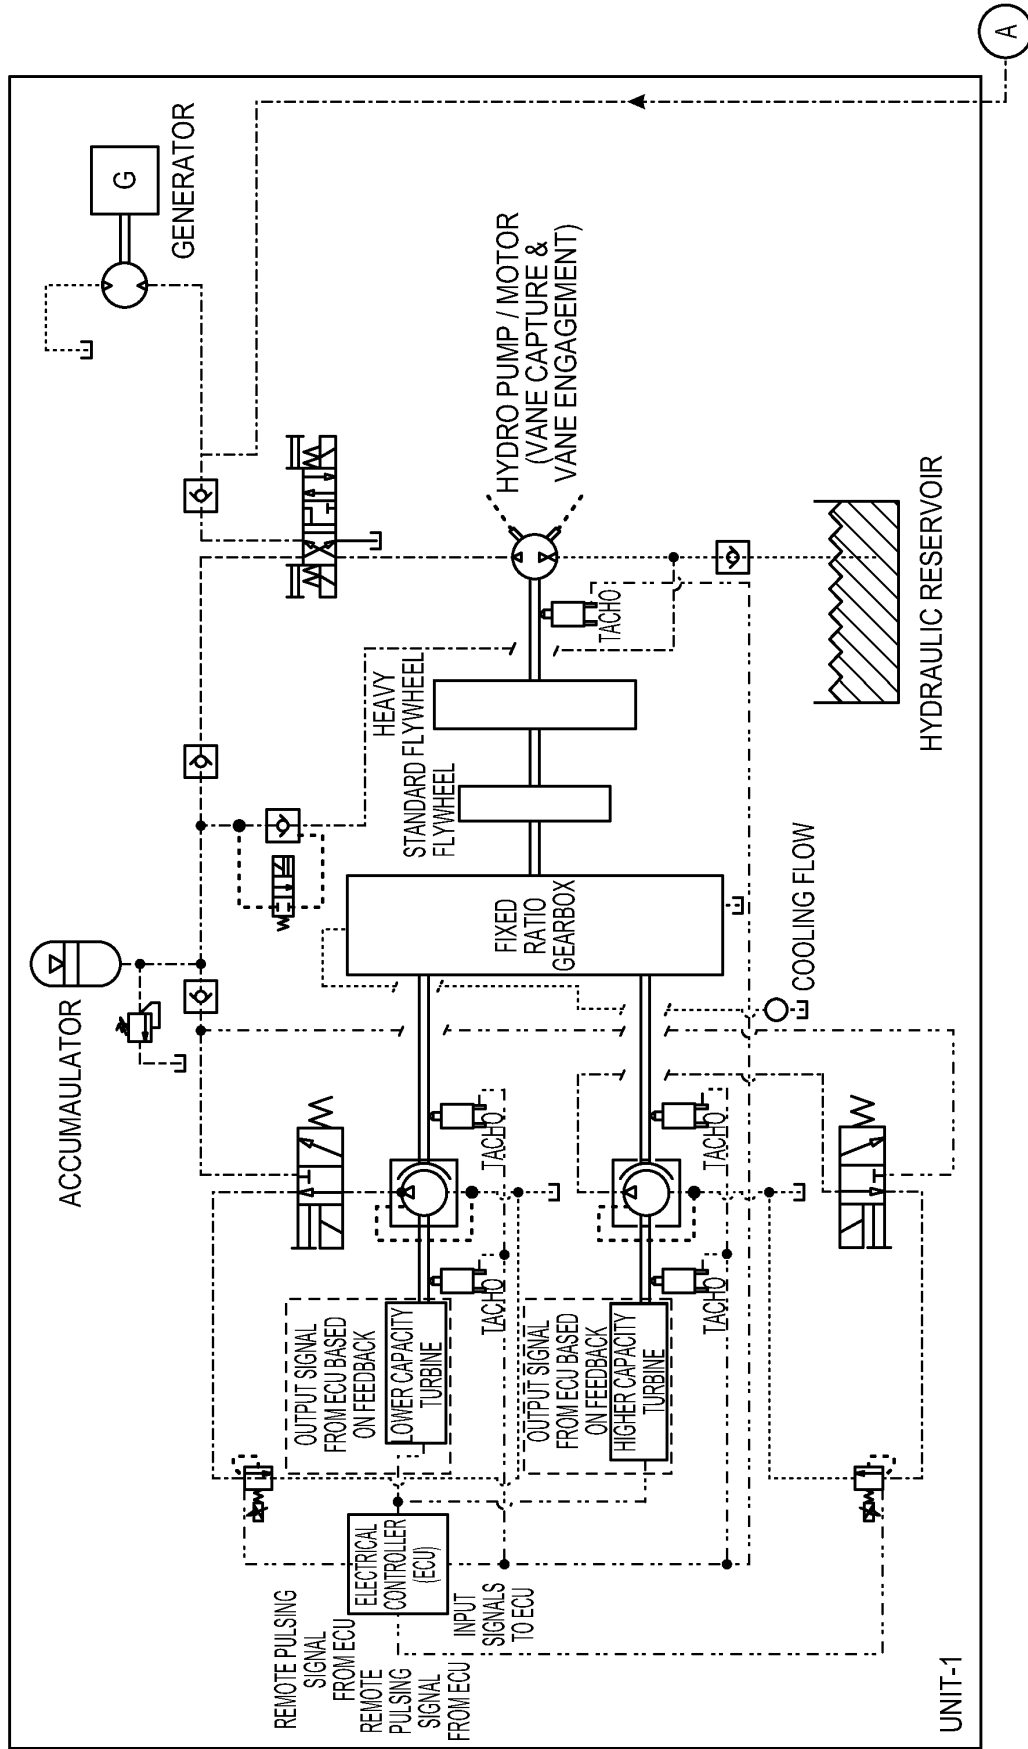 A
G
GENERATOR
HYDRO PUMP / MOTOR
(VANE CAPTURE &
VANE ENGAGEMENT)
HYDRAULIC RESERVOIR
TACHO
HEAVY
FLYWHEEL
STANDARD
FLYWHEEL
FIXED
RATIO
GEARBOX
COOLING FLOW
ACCUMAULATOR
TACHO
TACHO
TACHO
TACHO
OUTPUT SIGNAL
FROM ECU BASED
ON FEEDBACK
LOWER CAPACITY
TURBINE
OUTPUT SIGNAL
FROM ECU BASED
ON FEEDBACK
HIGHER CAPACITY
TURBINE
ELECTRICAL
CONTROLLER
(ECU)
REMOTE PULSING
SIGNAL
FROM ECU
REMOTE
PULSING
SIGNAL
FROM ECU
INPUT
SIGNALS
TO ECU
UNIT-1